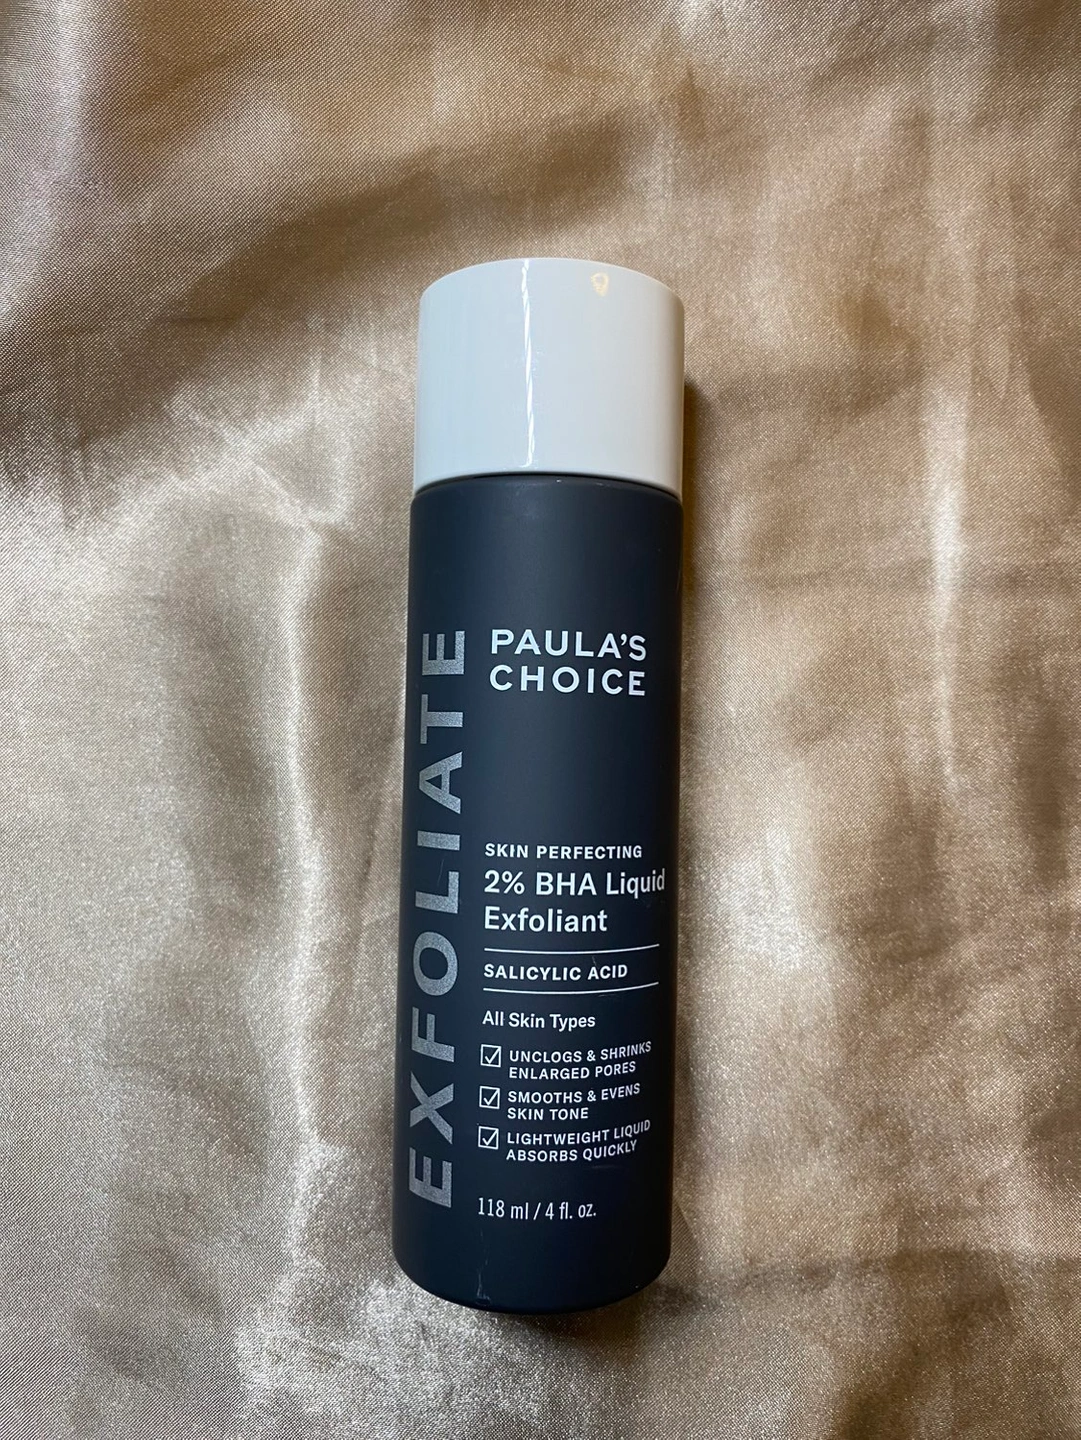 EXFOLIATE
PAULA'S
CHOICE
SKIN PERFECTING
2% BHA Liquid
Exfoliant
SALICYLIC ACID
All Skin Types
☑ UNCLOGS & SHRINKS
ENLARGED PORES
☑ SMOOTHS & EVENS
SKIN TONE
☑ LIGHTWEIGHT LIQUID
ABSORBS QUICKLY
118 ml / 4 fl. oz.